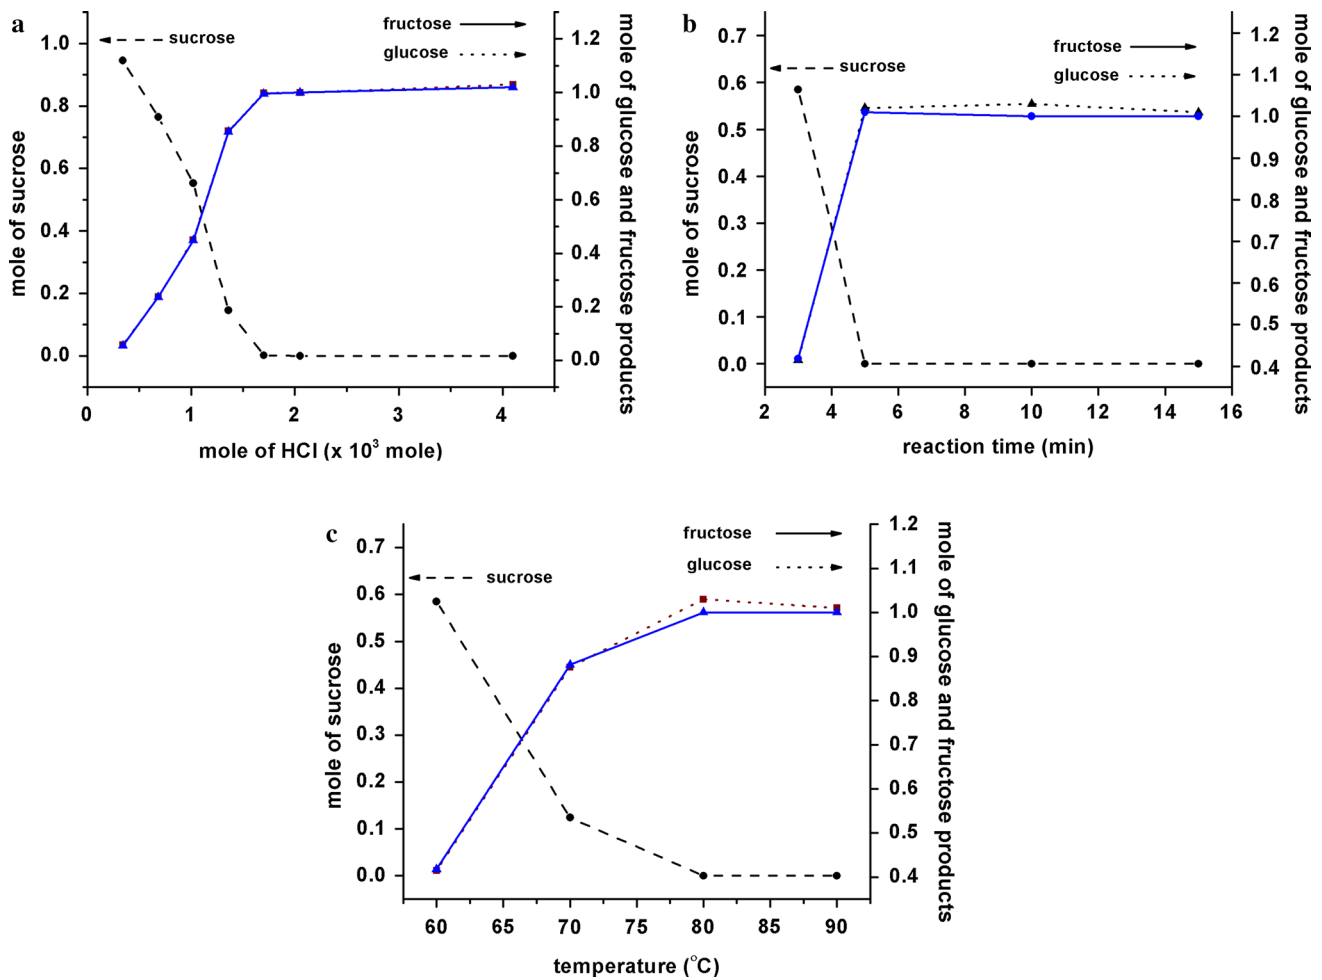 a
fructose
glucose
sucrose
1.0
0.8
0.6
0.4
0.2
0.0
mole of sucrose
1.2
1.0
0.8
0.6
0.4
0.2
0.0
mole of glucose and fructose products
0 1 2 3 4
mole of HCl (x 10³ mole)
b
fructose
glucose
sucrose
0.7
0.6
0.5
0.4
0.3
0.2
0.1
0.0
mole of sucrose
1.2
1.1
1.0
0.9
0.8
0.7
0.6
0.5
0.4
mole of glucose and fructose products
2 4 6 8 10 12 14 16
reaction time (min)
c
fructose
glucose
sucrose
0.7
0.6
0.5
0.4
0.3
0.2
0.1
0.0
mole of sucrose
1.2
1.1
1.0
0.9
0.8
0.7
0.6
0.5
0.4
mole of glucose and fructose products
60 65 70 75 80 85 90
temperature (°C)